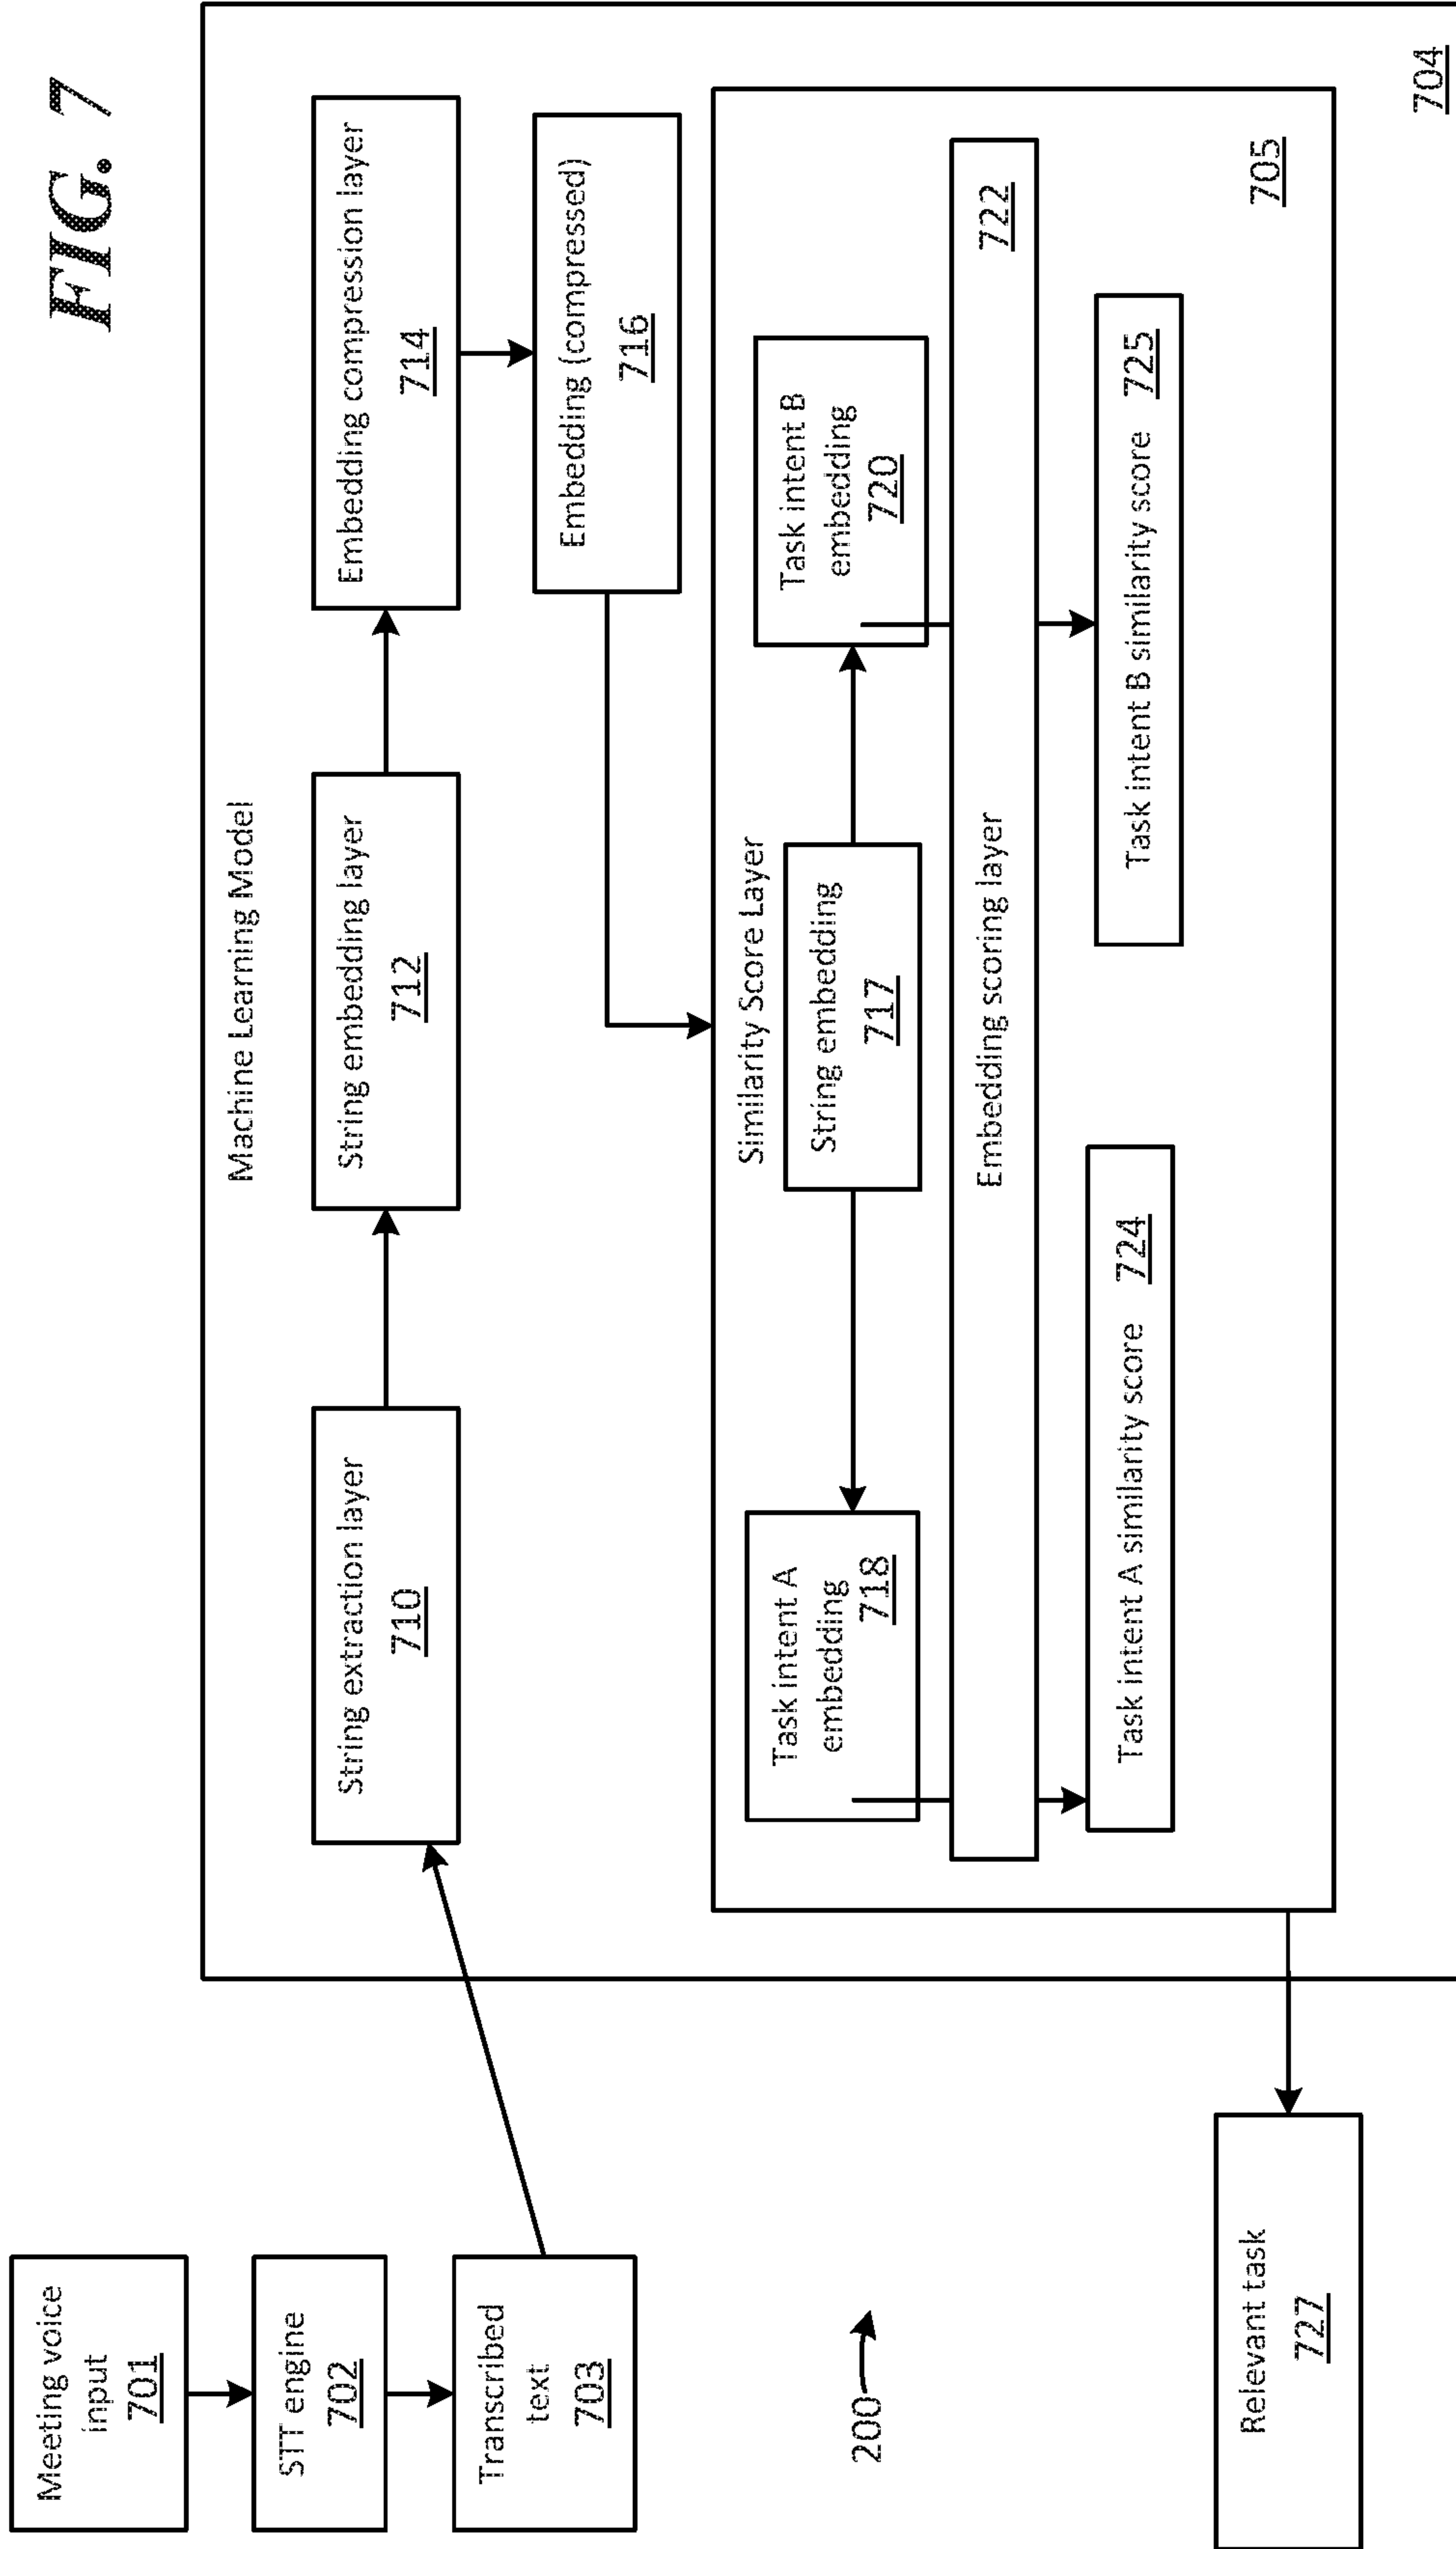 FIG. 7
Meeting voice
input
701
STT engine
702
Transcribed
text
703
Machine Learning Model
String extraction layer
710
String embedding layer
712
Embedding compression layer
714
Embedding (compressed)
716
Similarity Score Layer
Task intent A
embedding
718
String embedding
717
Task intent B
embedding
720
Embedding scoring layer 722
Task intent A similarity score 724
Task intent B similarity score 725
705
704
200
Relevant task
727